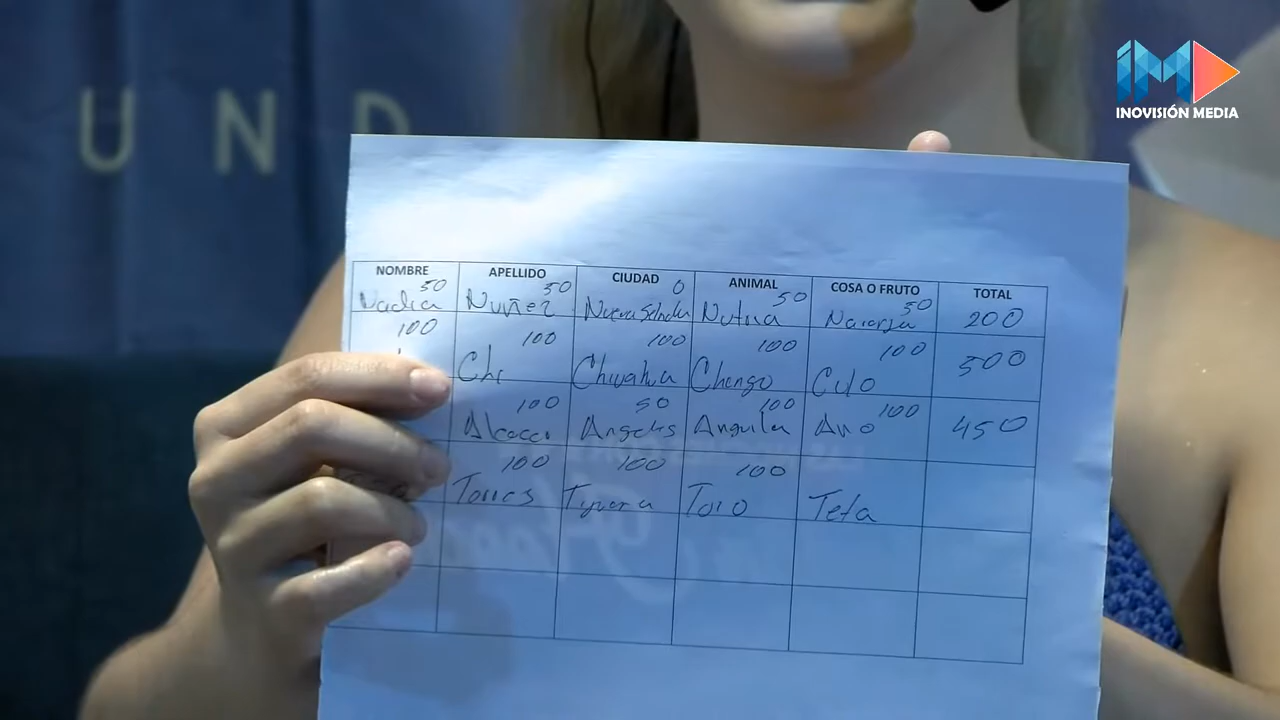 UND
iM
INOVISIÓN MEDIA
NOMBRE APELLIDO CIUDAD ANIMAL COSA O FRUTO TOTAL
50 50 0 50 50
Nadia Nuñez Nutria Naranja 200
100 100 100 100 100
Chi Chihuahua Chango Culo 500
100 50 100 100
Alcocer Angeles Anguila Ano 450
100 100 100
Torres Tijuana Toro Teta